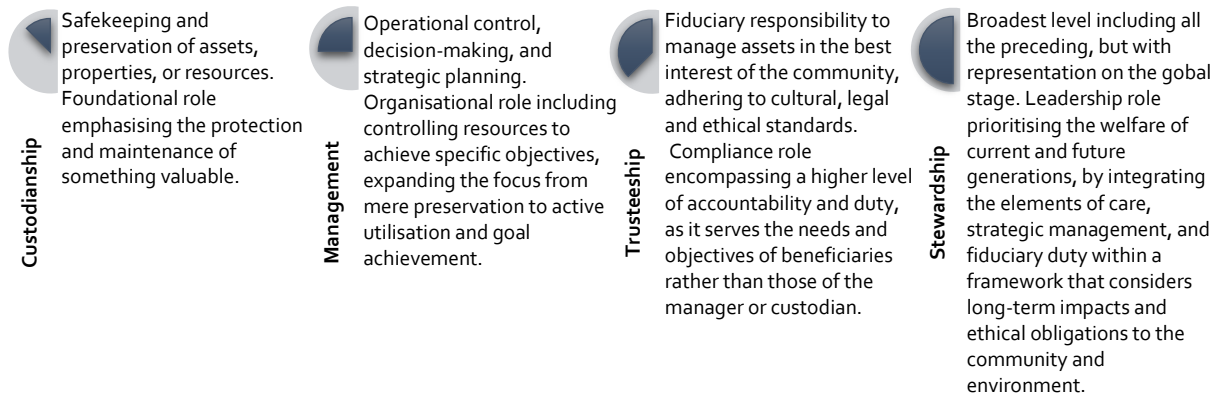 Custodianship
Safekeeping and
preservation of assets,
properties, or resources.
Foundational role
emphasising the protection
and maintenance of
something valuable.
Management
Operational control,
decision-making, and
strategic planning.
Organisational role including
controlling resources to
achieve specific objectives,
expanding the focus from
mere preservation to active
utilisation and goal
achievement.
Trusteeship
Fiduciary responsibility to
manage assets in the best
interest of the community,
adhering to cultural, legal
and ethical standards.
Compliance role
encompassing a higher level
of accountability and duty,
as it serves the needs and
objectives of beneficiaries
rather than those of the
manager or custodian.
Stewardship
Broadest level including all
the preceding, but with
representation on the gobal
stage. Leadership role
prioritising the welfare of
current and future
generations, by integrating
the elements of care,
strategic management, and
fiduciary duty within a
framework that considers
long-term impacts and
ethical obligations to the
community and
environment.